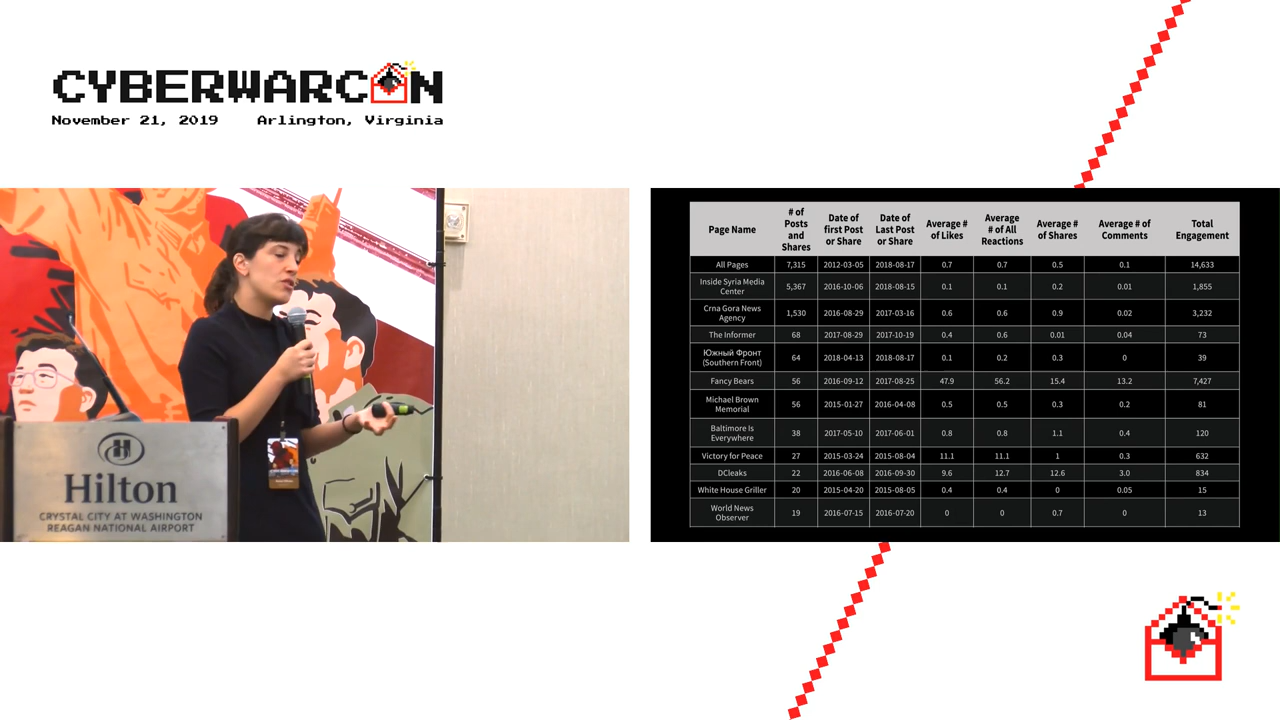 CYBERWARCON
November 21, 2019 Arlington, Virginia
Hilton
CRYSTAL CITY AT WASHINGTON
REAGAN NATIONAL AIRPORT
Page Name # of Posts and Shares Date of first Post or Share Date of Last Post or Share Average # of Likes Average # of All Reactions Average # of Shares Average # of Comments Total Engagement
All Pages 7,315 2012-03-05 2018-08-17 0.7 0.7 0.5 0.1 14,633
Inside Syria Media Center 5,367 2016-10-06 2018-08-15 0.1 0.1 0.2 0.01 1,855
Crna Gora News Agency 1,530 2016-08-29 2017-03-16 0.6 0.6 0.9 0.02 3,232
The Informer 68 2017-08-29 2017-10-19 0.4 0.6 0.01 0.04 73
Южный Фронт (Southern Front) 64 2018-04-13 2018-08-17 0.1 0.2 0.3 0 39
Fancy Bears 56 2016-09-12 2017-08-25 47.9 56.2 15.4 13.2 7,427
Michael Brown Memorial 56 2015-01-27 2016-04-08 0.5 0.5 0.3 0.2 81
Baltimore Is Everywhere 38 2017-05-10 2017-06-01 0.8 0.8 1.1 0.4 120
Victory for Peace 27 2015-03-24 2015-08-04 11.1 11.1 1 0.3 632
DCleaks 22 2016-06-08 2016-09-30 9.6 12.7 12.6 3.0 834
White House Griller 20 2015-04-20 2015-08-05 0.4 0.4 0 0.05 15
World News Observer 19 2016-07-15 2016-07-20 0 0 0.7 0 13